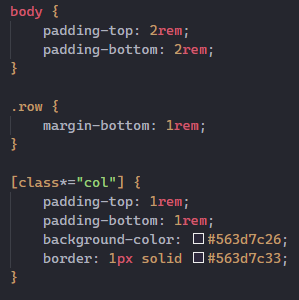 body {
    padding-top: 2rem;
    padding-bottom: 2rem;
}

.row {
    margin-bottom: 1rem;
}

[class*="col"] {
    padding-top: 1rem;
    padding-bottom: 1rem;
    background-color: #563d7c26;
    border: 1px solid #563d7c33;
}